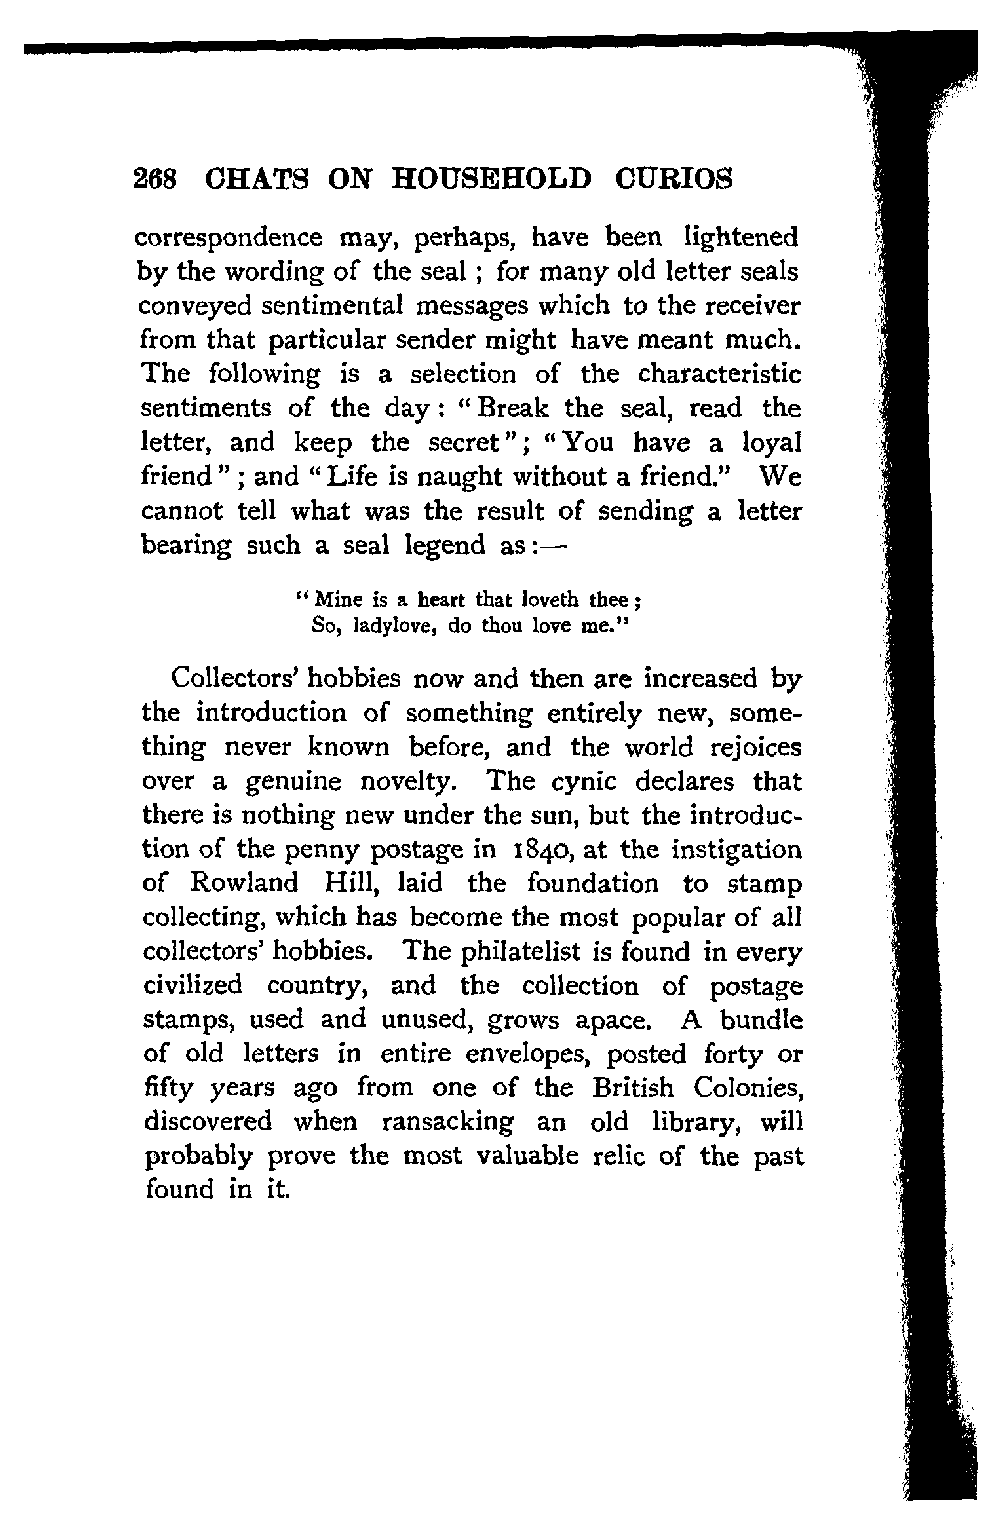 268 CHATS ON HOUSEHOLD CURIOS
correspondence may, perhaps, have been lightened
by the wording of the seal ; for many old letter seals
conveyed sentimental messages which to the receiver
from that particular sender might have meant much.
The following is a selection of the characteristic
sentiments of the day : “ Break the seal, read the
letter, and keep the secret ” ; “ You have a loyal
friend ” ; and “ Life is naught without a friend.” We
cannot tell what was the result of sending a letter
bearing such a seal legend as :—
“ Mine is a heart that loveth thee ;
So, ladylove, do thou love me.”
Collectors’ hobbies now and then are increased by
the introduction of something entirely new, some-
thing never known before, and the world rejoices
over a genuine novelty. The cynic declares that
there is nothing new under the sun, but the introduc-
tion of the penny postage in 1840, at the instigation
of Rowland Hill, laid the foundation to stamp
collecting, which has become the most popular of all
collectors’ hobbies. The philatelist is found in every
civilized country, and the collection of postage
stamps, used and unused, grows apace. A bundle
of old letters in entire envelopes, posted forty or
fifty years ago from one of the British Colonies,
discovered when ransacking an old library, will
probably prove the most valuable relic of the past
found in it.